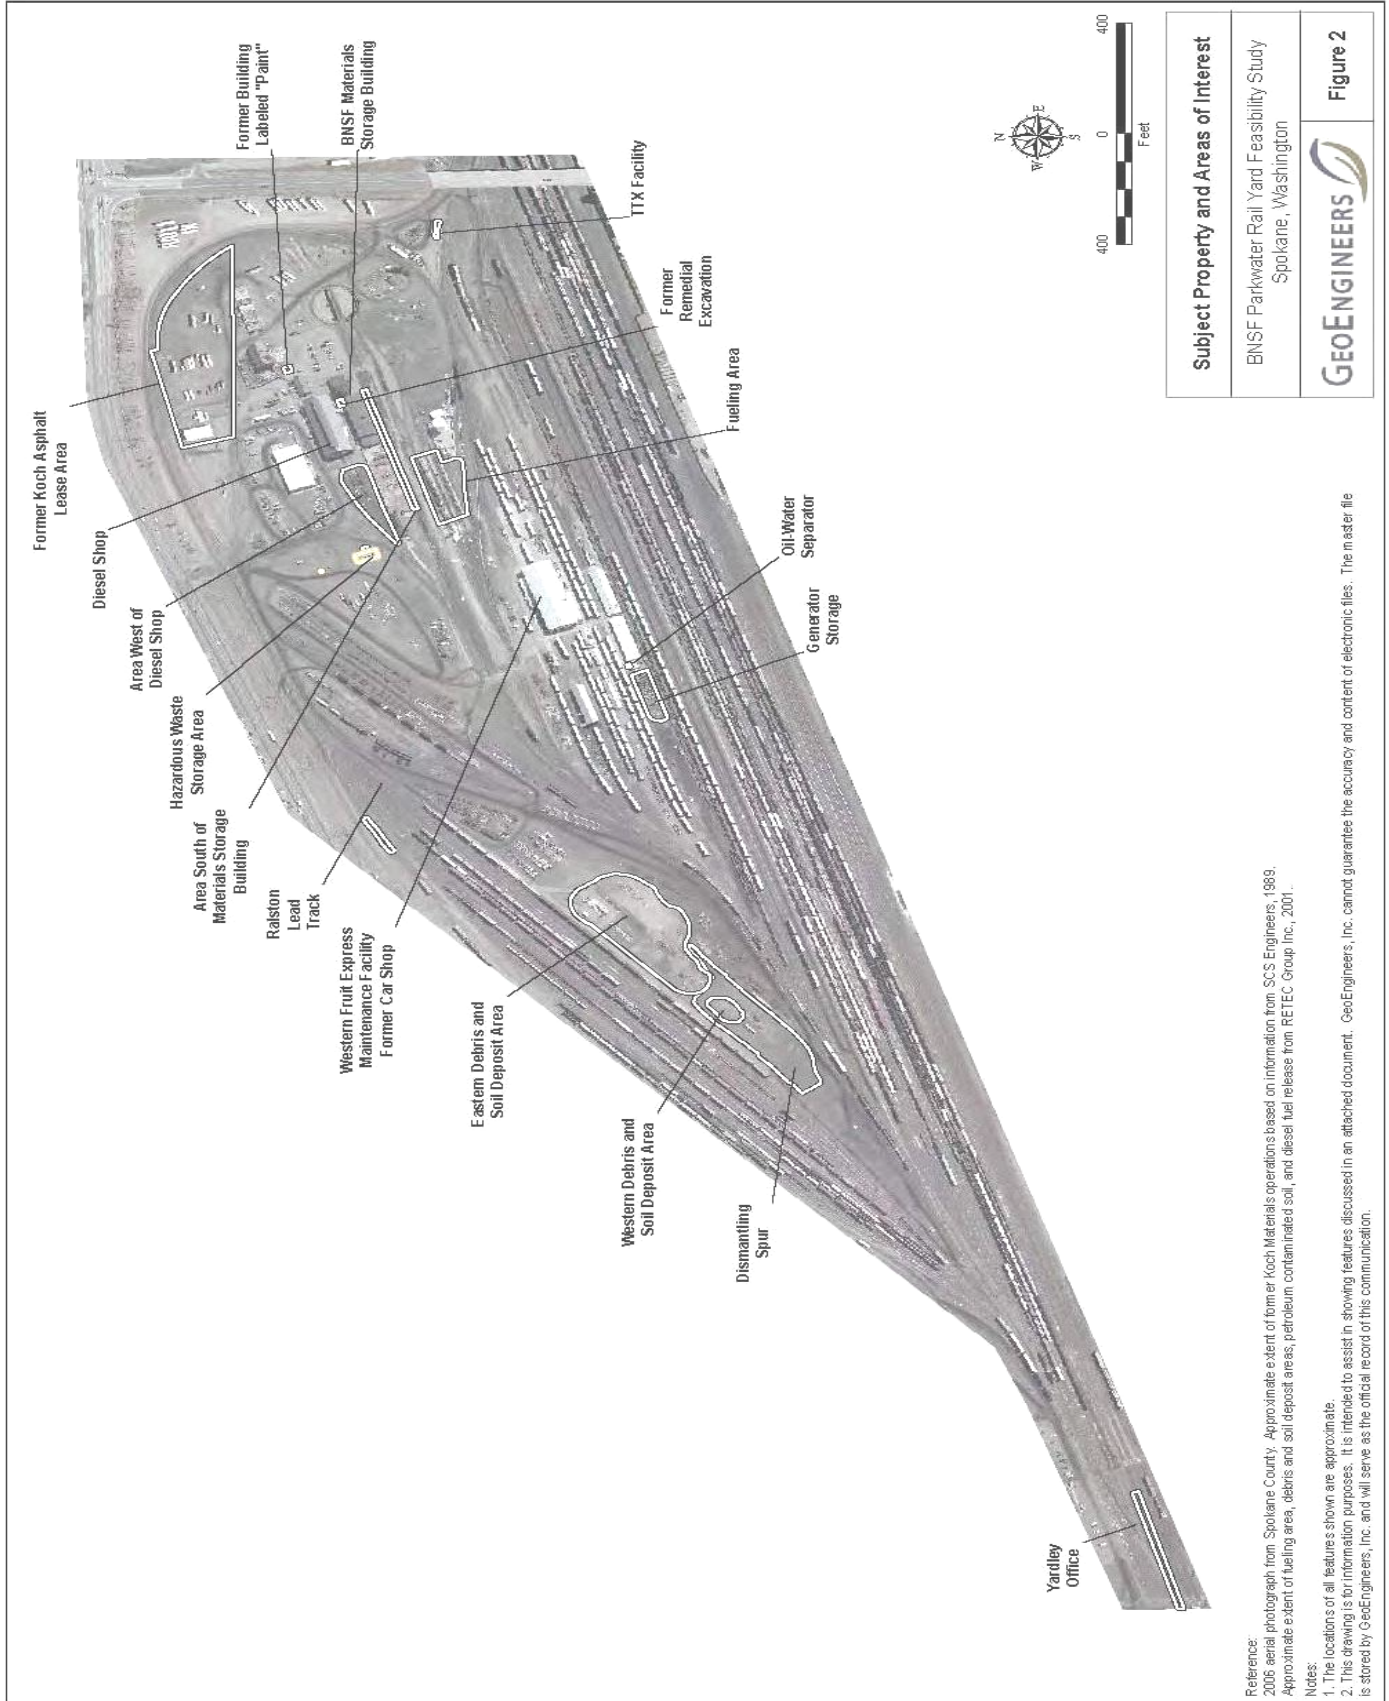 Former Koch Asphalt
Lease Area
Diesel Shop
Area West of
Diesel Shop
Hazardous Waste
Storage Area
Area South of
Materials Storage
Building
Ralston
Lead
Track
Western Fruit Express
Maintenance Facility
Former Car Shop
Eastern Debris and
Soil Deposit Area
Western Debris and
Soil Deposit Area
Dismantling
Spur
Yardley
Office
Former Building
Labeled "Paint"
BNSF Materials
Storage Building
TTX Facility
Former
Remedial
Excavation
Fueling Area
Oil-Water
Separator
Generator
Storage
N
W
E
S
400
0
400
Feet
Reference:
2006 aerial photograph from Spokane County. Approximate extent of former Koch Materials operations based on information from SCS Engineers, 1989.
Approximate extent of fueling area, debris and soil deposit areas, petroleum contaminated soil, and diesel fuel release from RETEC Group Inc., 2001.
Notes:
1. The locations of all features shown are approximate.
2. This drawing is for information purposes. It is intended to assist in showing features discussed in an attached document. GeoEngineers, Inc. cannot guarantee the accuracy and content of electronic files. The master file
is stored by GeoEngineers, Inc. and will serve as the official record of this communication.
Subject Property and Areas of Interest
BNSF Parkwater Rail Yard Feasibility Study
Spokane, Washington
GEOENGINEERS
Figure 2